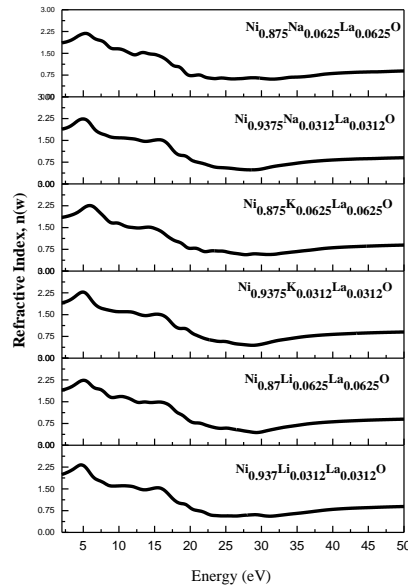 3.00
2.25
1.50
0.75
Ni0.875Na0.0625La0.0625O
3.00
2.25
1.50
0.75
Ni0.9375Na0.0312La0.0312O
3.00
2.25
1.50
0.75
Ni0.875K0.0625La0.0625O
3.00
2.25
1.50
0.75
Ni0.9375K0.0312La0.0312O
3.00
2.25
1.50
0.75
Ni0.87Li0.0625La0.0625O
3.00
2.25
1.50
0.75
0.00
Ni0.937Li0.0312La0.0312O
Refractive Index, n(w)
5 10 15 20 25 30 35 40 45 50
Energy (eV)